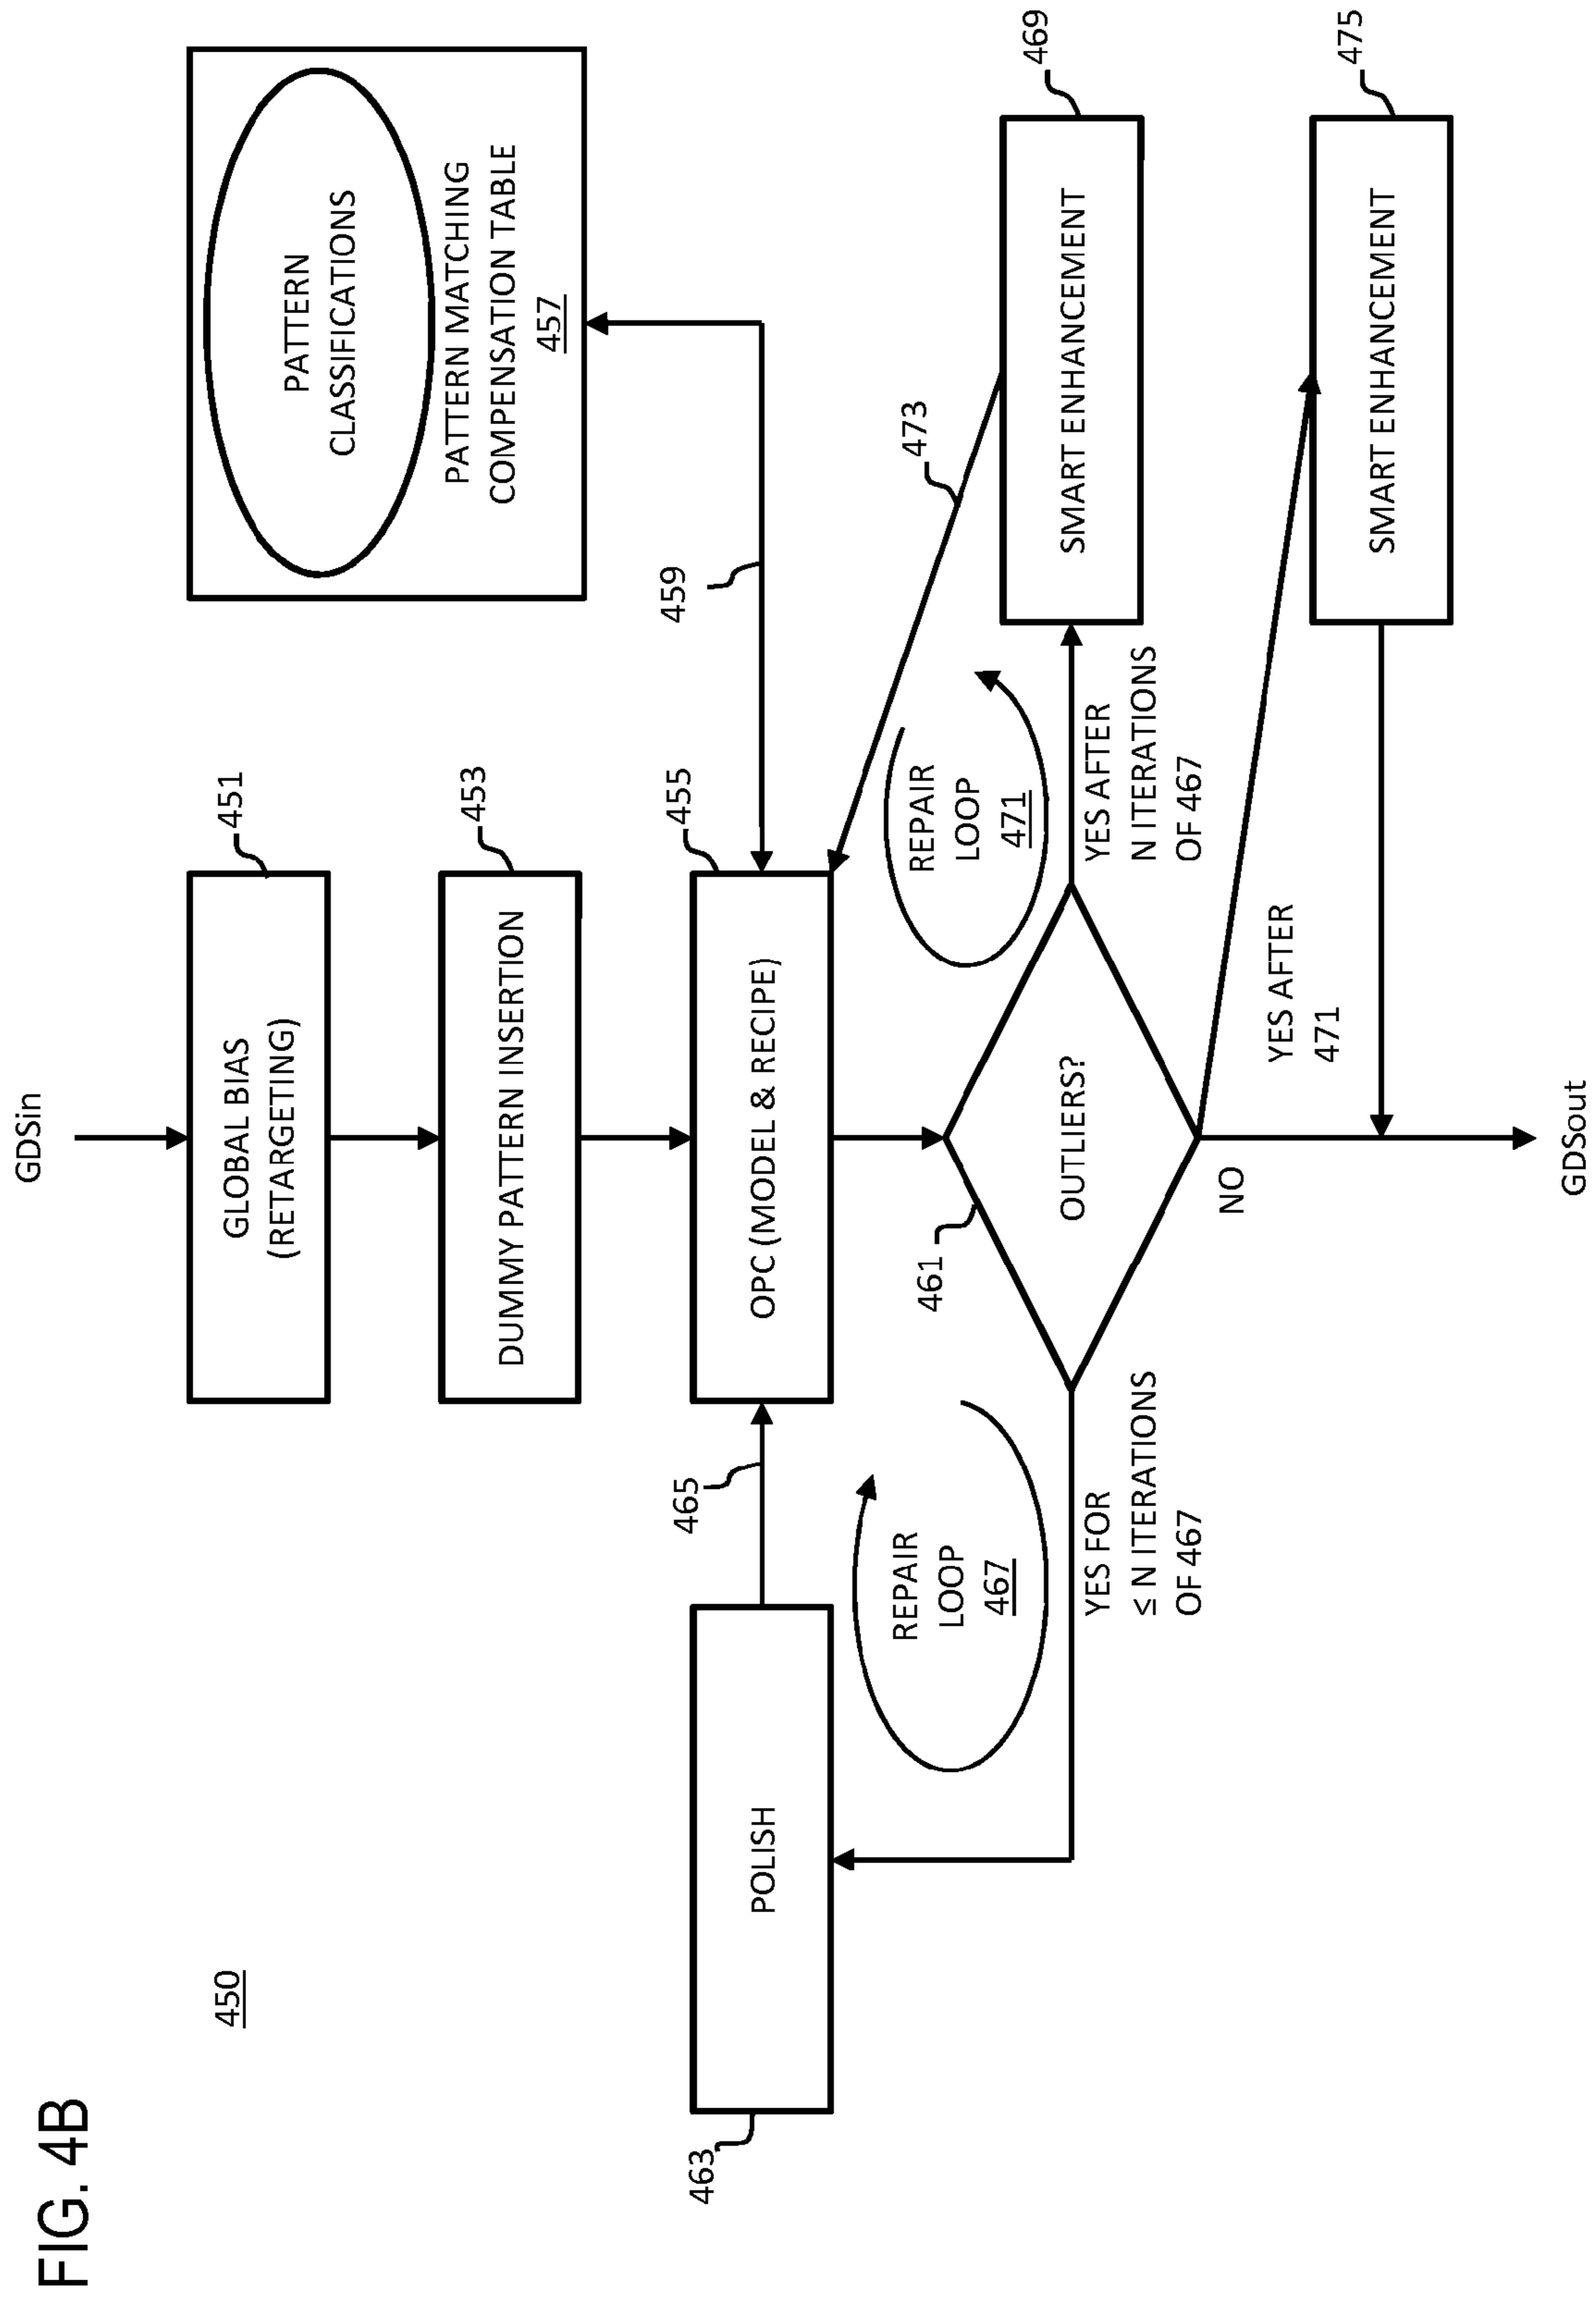 FIG. 4B
450
GDSin
GLOBAL BIAS
(RETARGETING)
451
DUMMY PATTERN INSERTION
453
OPC (MODEL & RECIPE)
455
PATTERN
CLASSIFICATIONS
PATTERN MATCHING
COMPENSATION TABLE
457
459
POLISH
463
465
REPAIR
LOOP
467
461
OUTLIERS?
YES FOR
≤ N ITERATIONS
OF 467
REPAIR
LOOP
471
473
YES AFTER
N ITERATIONS
OF 467
SMART ENHANCEMENT
469
NO
YES AFTER
471
SMART ENHANCEMENT
475
GDSout